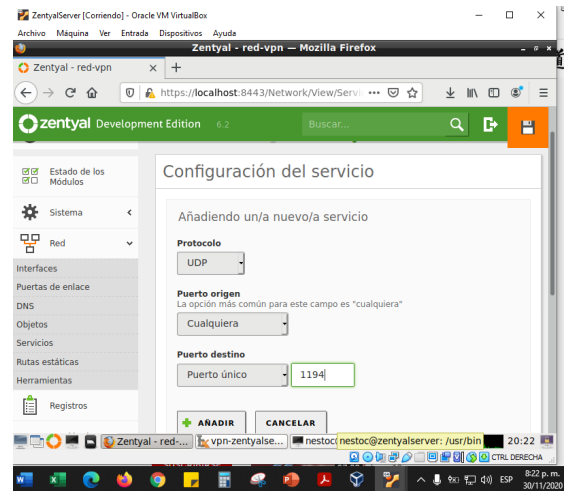 ZentyalServer [Corriendo] - Oracle VM VirtualBox
Archivo Máquina Ver Entrada Dispositivos Ayuda
Zentyal - red-vpn — Mozilla Firefox
Zentyal - red-vpn
https://localhost:8443/Network/View/Servi
zentyal Development Edition 6.2
Buscar...
Estado de los
Módulos
Sistema
Red
Interfaces
Puertas de enlace
DNS
Objetos
Servicios
Rutas estáticas
Herramientas
Registros
Configuración del servicio
Añadiendo un/a nuevo/a servicio
Protocolo
UDP
Puerto origen
La opción más común para este campo es "cualquiera"
Cualquiera
Puerto destino
Puerto único 1194
AÑADIR CANCELAR
Zentyal - red-... vpn-zentyalse... nestoc nestoc@zentyalserver: /usr/bin 20:22
CTRL DERECHA
ESP 8:22 p. m.
30/11/2020